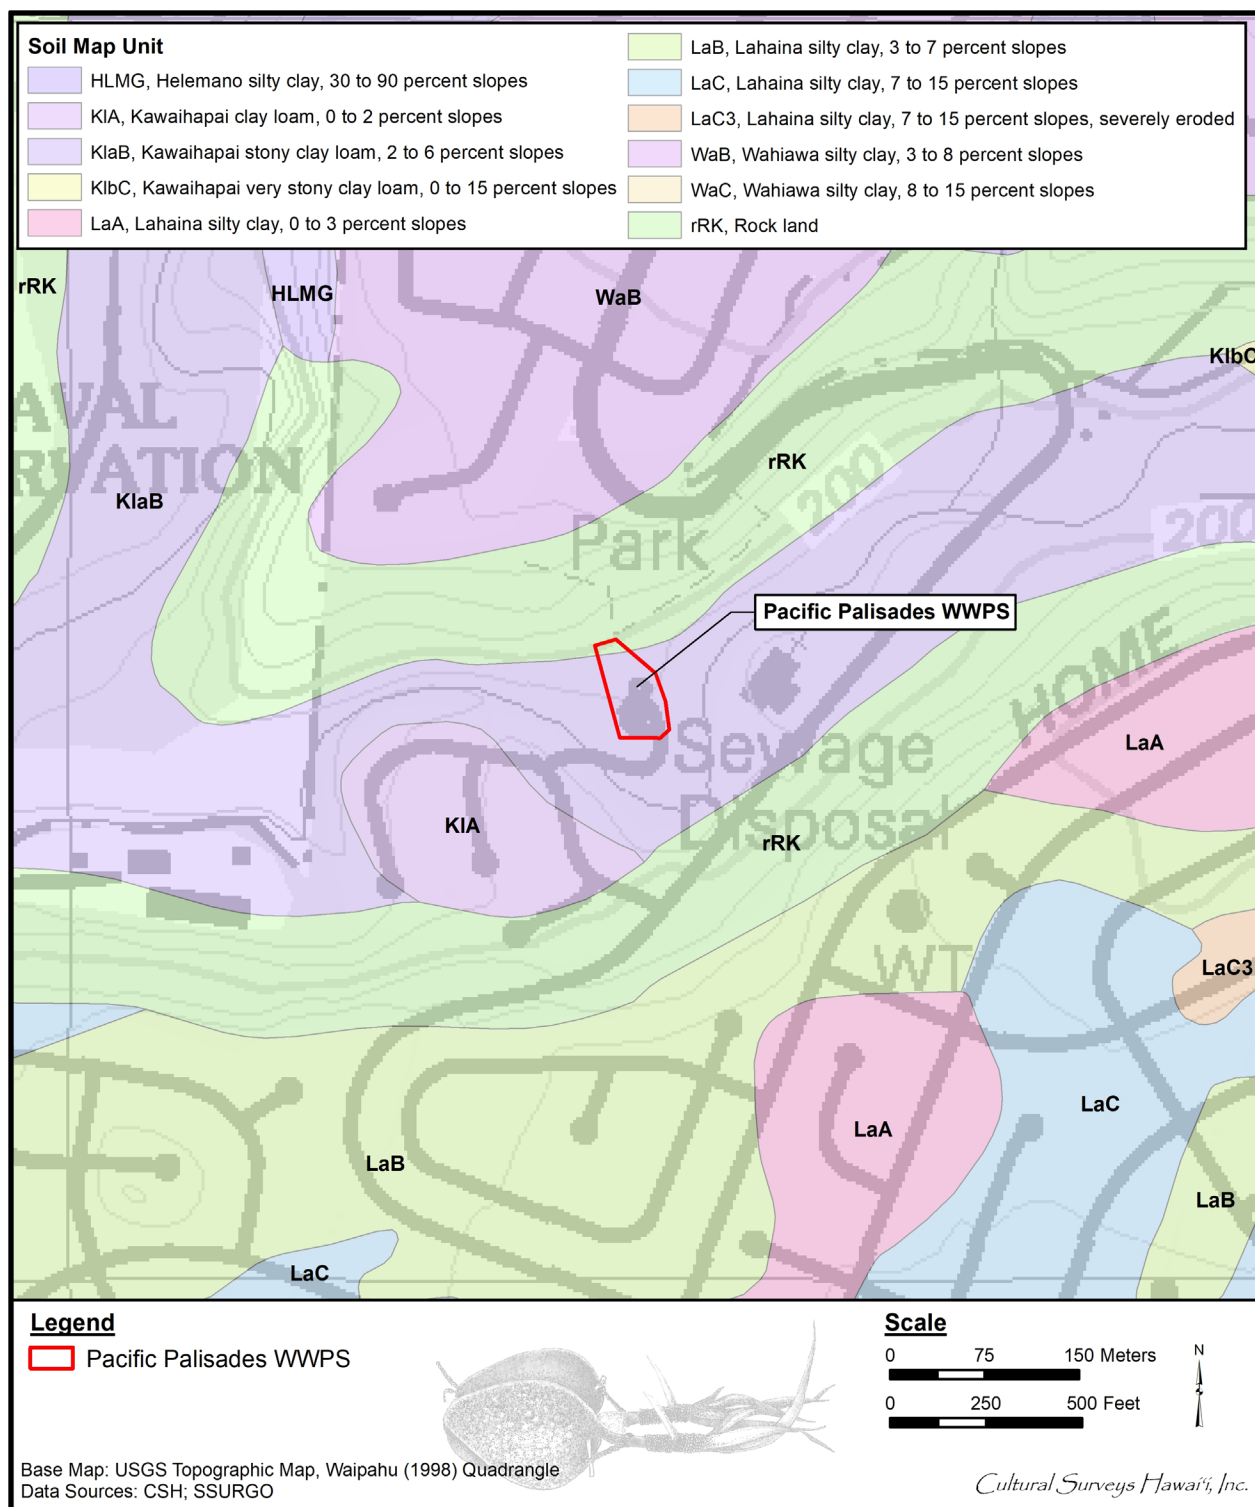 Soil Map Unit
HLMG, Helemano silty clay, 30 to 90 percent slopes
KlA, Kawaihapai clay loam, 0 to 2 percent slopes
KlaB, Kawaihapai stony clay loam, 2 to 6 percent slopes
KlbC, Kawaihapai very stony clay loam, 0 to 15 percent slopes
LaA, Lahaina silty clay, 0 to 3 percent slopes
LaB, Lahaina silty clay, 3 to 7 percent slopes
LaC, Lahaina silty clay, 7 to 15 percent slopes
LaC3, Lahaina silty clay, 7 to 15 percent slopes, severely eroded
WaB, Wahiawa silty clay, 3 to 8 percent slopes
WaC, Wahiawa silty clay, 8 to 15 percent slopes
rRK, Rock land
rRK
HLMG
WaB
KlbC
AVAL
RVATION
KlaB
rRK
200
200
Park
Pacific Palisades WWPS
HOME
LaA
Sewage
Disposal
KlA
rRK
WT
LaC3
LaC
LaA
LaB
LaB
LaC
Legend
Pacific Palisades WWPS
Base Map: USGS Topographic Map, Waipahu (1998) Quadrangle
Data Sources: CSH; SSURGO
Scale
0 75 150 Meters
0 250 500 Feet
N
Cultural Surveys Hawai‘i, Inc.